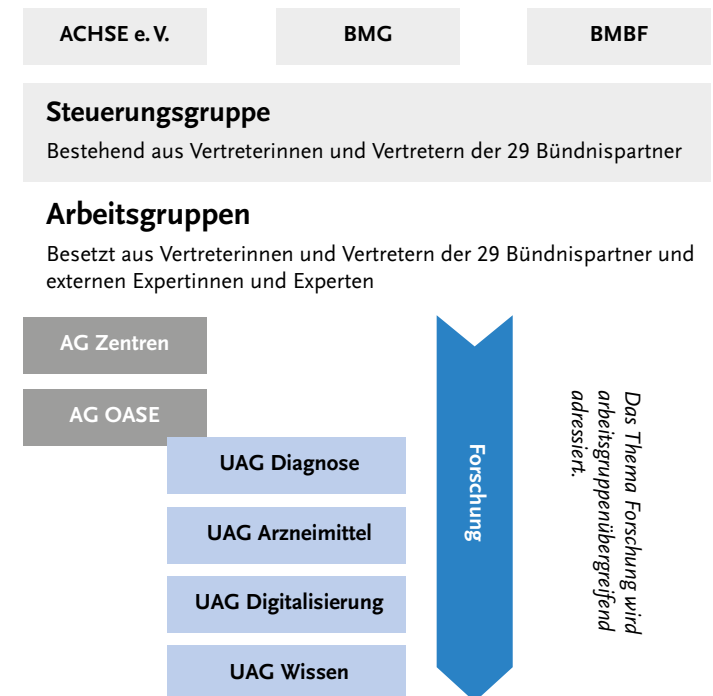 ACHSE e. V.
BMG
BMBF
Steuerungsgruppe
Bestehend aus Vertreterinnen und Vertretern der 29 Bündnispartner
Arbeitsgruppen
Besetzt aus Vertreterinnen und Vertretern der 29 Bündnispartner und
externen Expertinnen und Experten
AG Zentren
AG OASE
UAG Diagnose
UAG Arzneimittel
UAG Digitalisierung
UAG Wissen
Forschung
Das Thema Forschung wird
arbeitsgruppenübergreifend
adressiert.